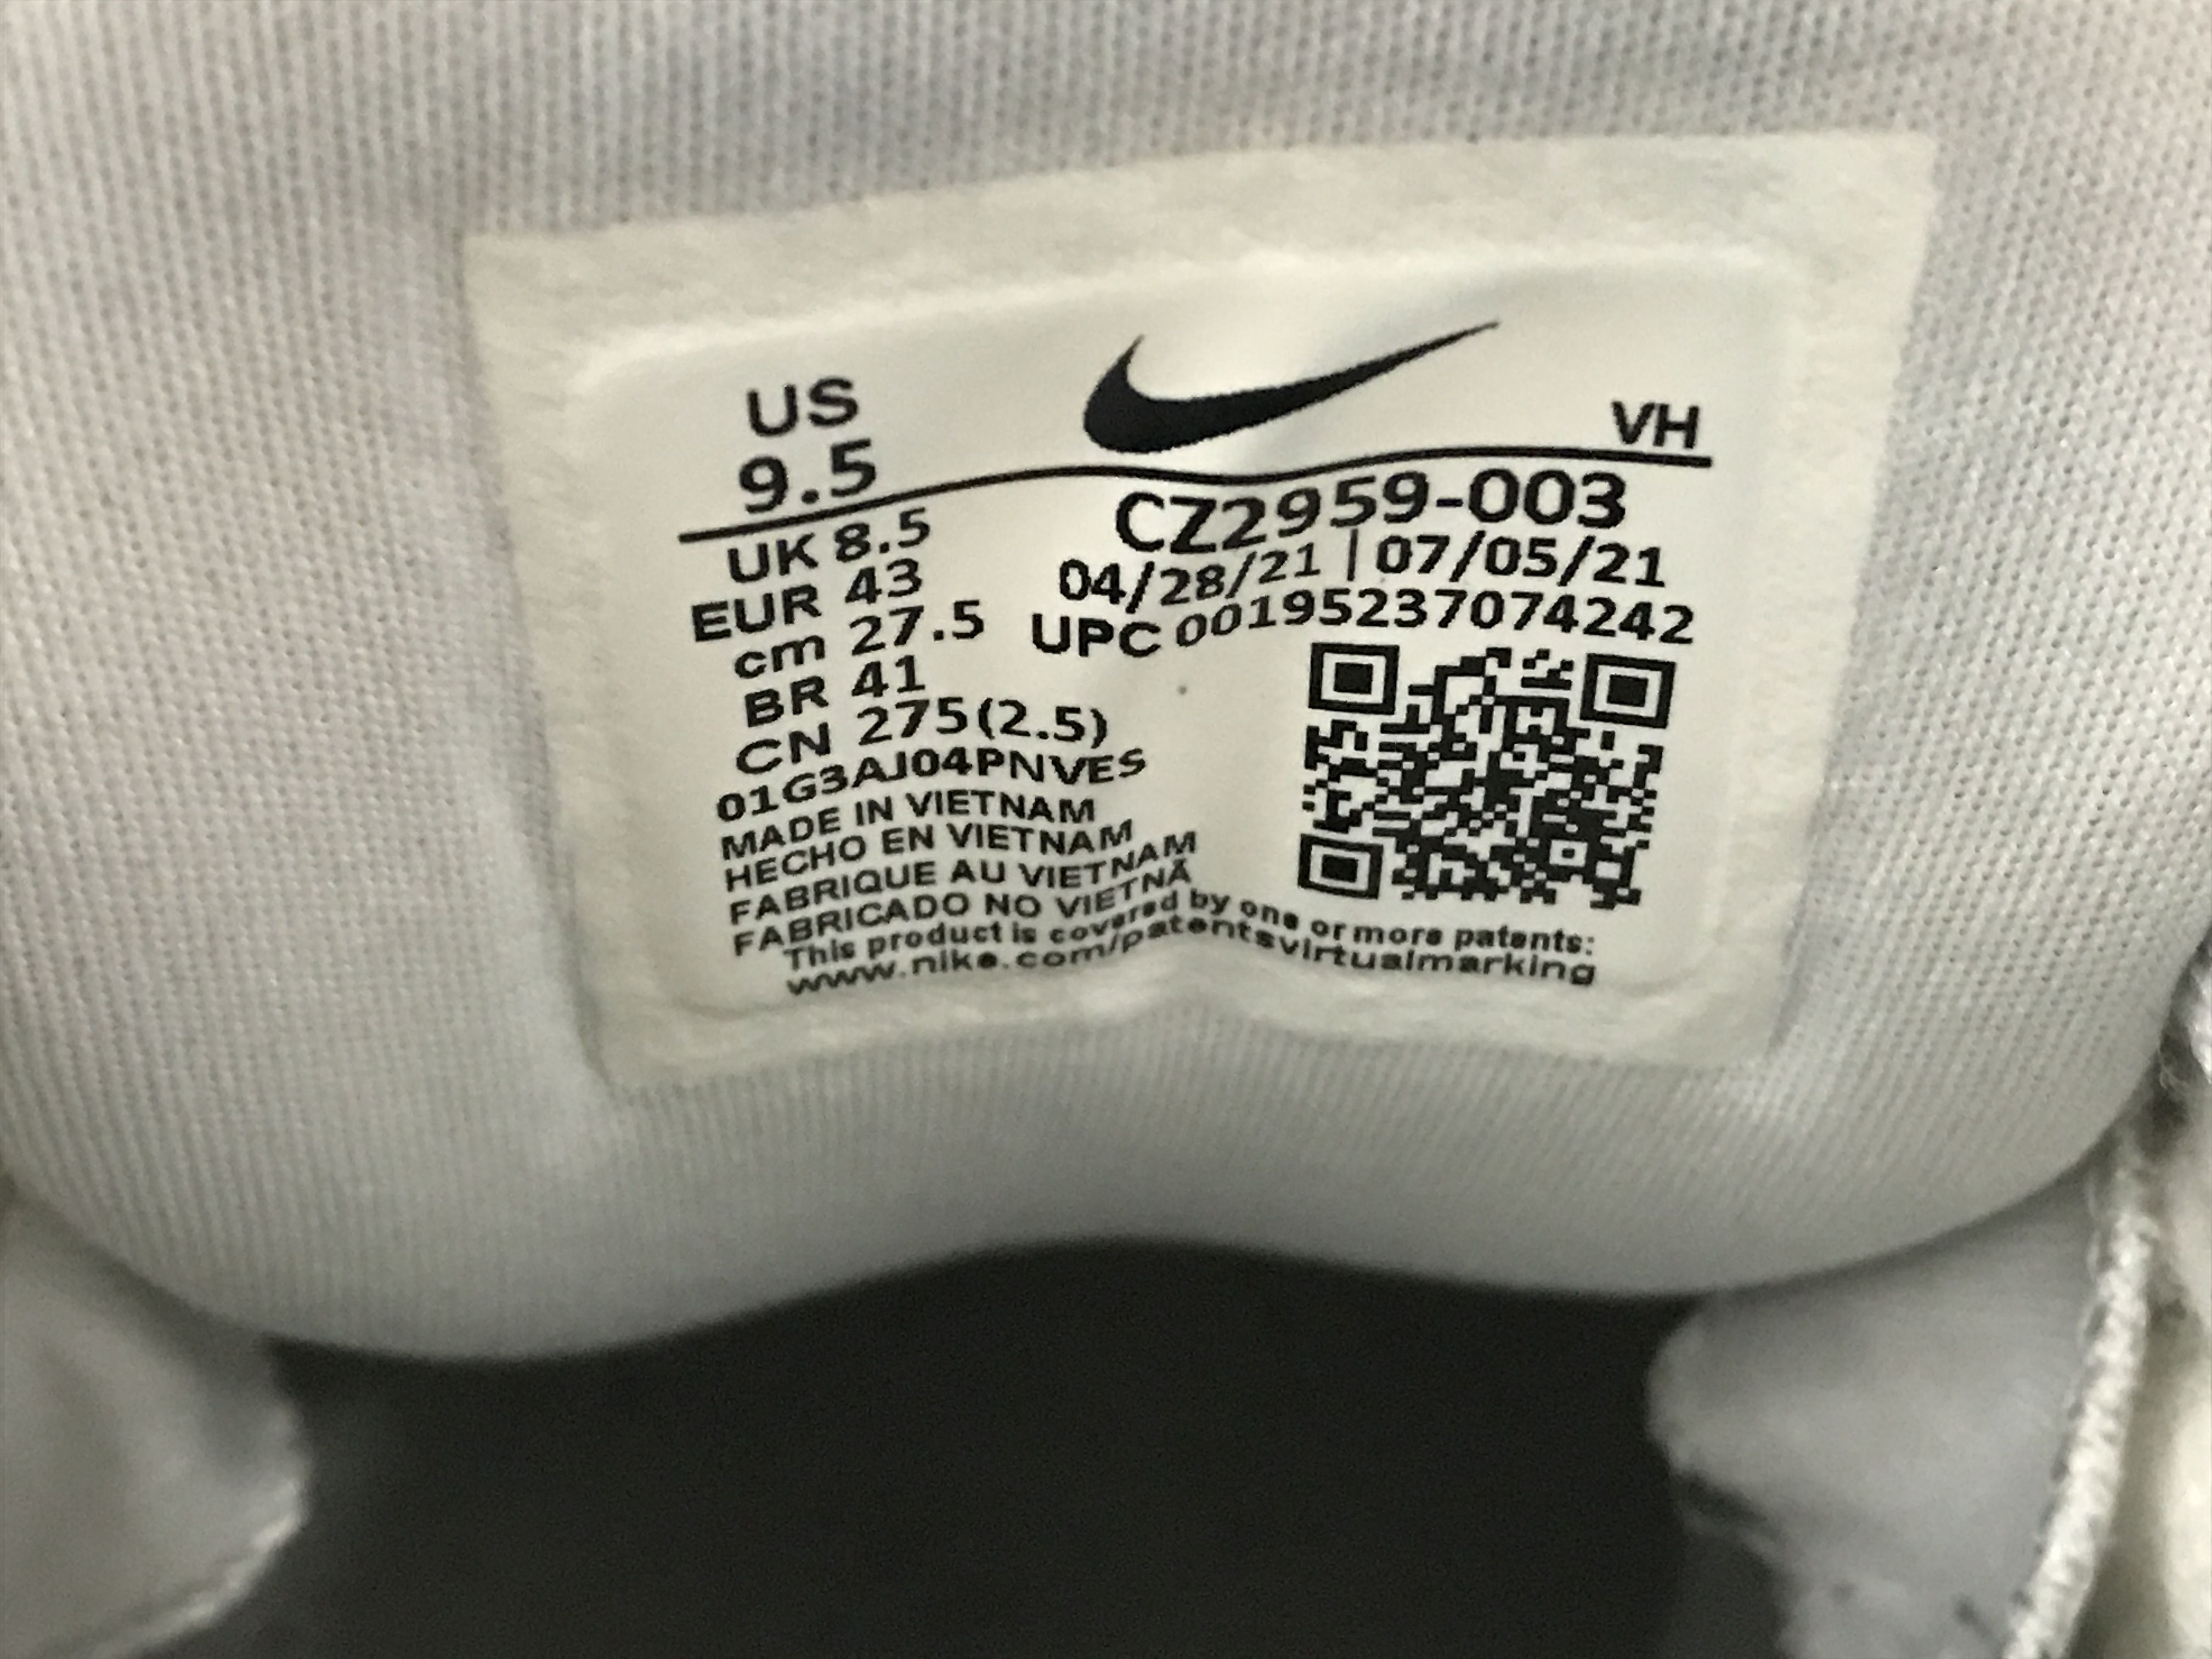 US
9.5
VH
UK 8.5
EUR 43
cm 27.5
BR 41
CN 275(2.5)
CZ2959-003
04/28/21 | 07/05/21
UPC 00195237074242
01G3AJ04PNVES
MADE IN VIETNAM
HECHO EN VIETNAM
FABRIQUE AU VIETNAM
FABRICADO NO VIETNÃ
This product is covered by one or more patents:
www.nike.com/patentsvirtualmarking